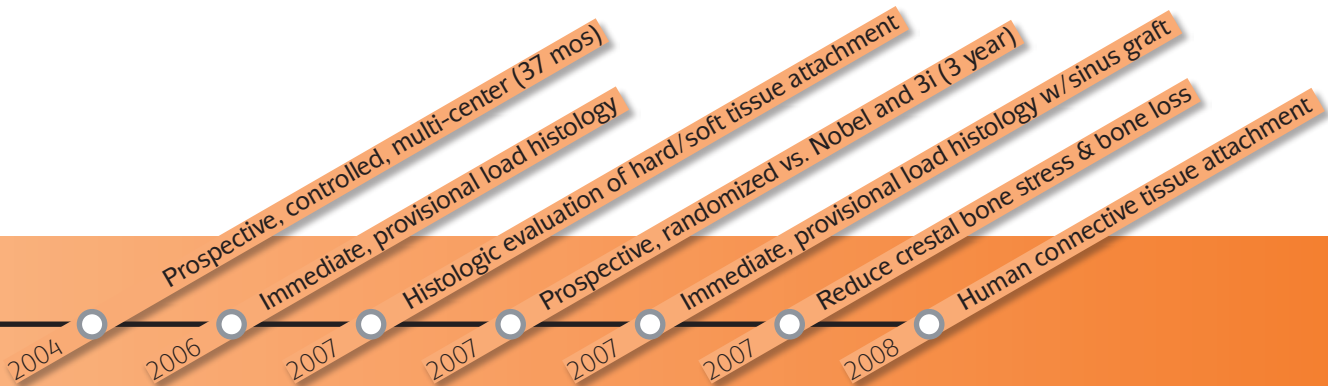 2004 Prospective, controlled, multi-center (37 mos)
2006 Immediate, provisional load histology
2007 Histologic evaluation of hard/soft tissue attachment
2007 Prospective, randomized vs. Nobel and 3i (3 year)
2007 Immediate, provisional load histology w/sinus graft
2007 Reduce crestal bone stress & bone loss
2008 Human connective tissue attachment